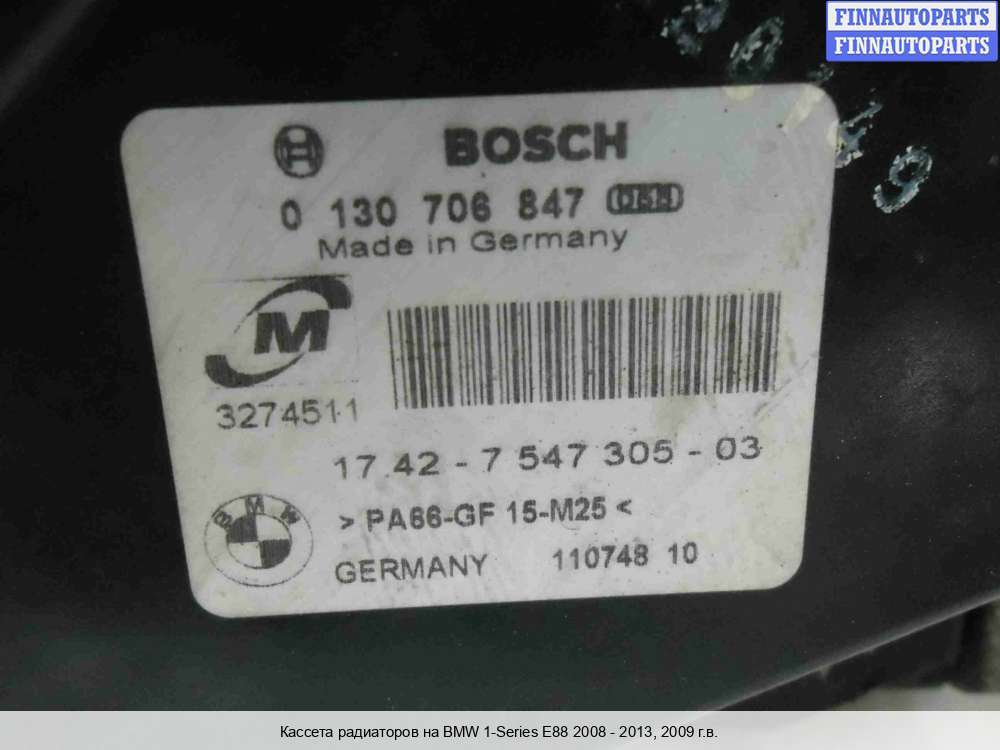 FINNAUTOPARTS
FINNAUTOPARTS
BOSCH
0 130 706 847
Made in Germany
M
3274511
17 42 - 7 547 305 - 03
BMW
> PA66-GF 15-M25 <
GERMANY 110748 10
Кассета радиаторов на BMW 1-Series E88 2008 - 2013, 2009 г.в.